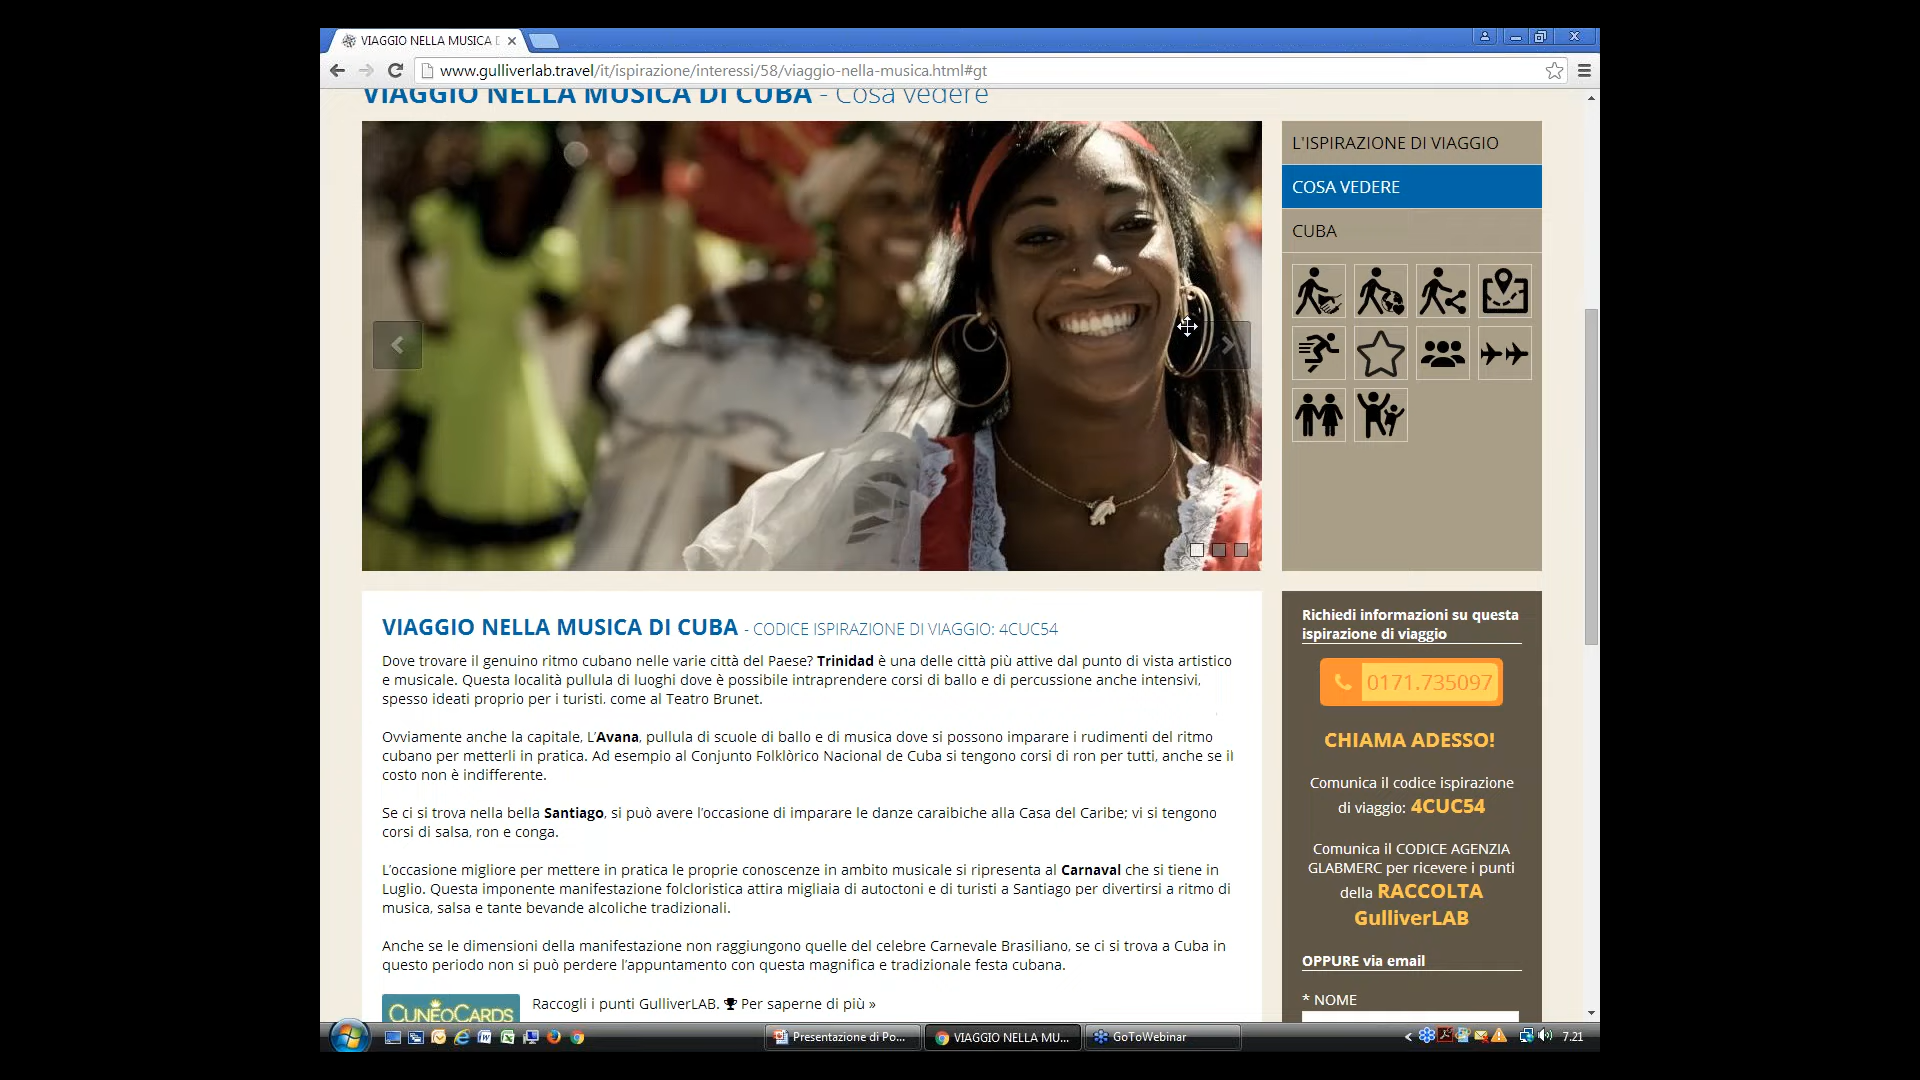 VIAGGIO NELLA MUSICA D
www.gulliverlab.travel/it/ispirazione/interessi/58/viaggio-nella-musica.html#gt
VIAGGIO NELLA MUSICA DI CUBA - Cosa vedere
L'ISPIRAZIONE DI VIAGGIO
COSA VEDERE
CUBA
VIAGGIO NELLA MUSICA DI CUBA - CODICE ISPIRAZIONE DI VIAGGIO: 4CUC54
Dove trovare il genuino ritmo cubano nelle varie città del Paese? Trinidad è una delle città più attive dal punto di vista artistico
e musicale. Questa località pullula di luoghi dove è possibile intraprendere corsi di ballo e di percussione anche intensivi,
spesso ideati proprio per i turisti, come al Teatro Brunet.
Ovviamente anche la capitale, L'Avana, pullula di scuole di ballo e di musica dove si possono imparare i rudimenti del ritmo
cubano per metterli in pratica. Ad esempio al Conjunto Folklòrico Nacional de Cuba si tengono corsi di ron per tutti, anche se il
costo non è indifferente.
Se ci si trova nella bella Santiago, si può avere l'occasione di imparare le danze caraibiche alla Casa del Caribe; vi si tengono
corsi di salsa, ron e conga.
L'occasione migliore per mettere in pratica le proprie conoscenze in ambito musicale si ripresenta al Carnaval che si tiene in
Luglio. Questa imponente manifestazione folcloristica attira migliaia di autoctoni e di turisti a Santiago per divertirsi a ritmo di
musica, salsa e tante bevande alcoliche tradizionali.
Anche se le dimensioni della manifestazione non raggiungono quelle del celebre Carnevale Brasiliano, se ci si trova a Cuba in
questo periodo non si può perdere l'appuntamento con questa magnifica e tradizionale festa cubana.
CUNEOCARDS
Raccogli i punti GulliverLAB. Per saperne di più »
Richiedi informazioni su questa
ispirazione di viaggio
0171.735097
CHIAMA ADESSO!
Comunica il codice ispirazione
di viaggio: 4CUC54
Comunica il CODICE AGENZIA
GLABMERC per ricevere i punti
della RACCOLTA
GulliverLAB
OPPURE via email
* NOME
Presentazione di Po...
VIAGGIO NELLA MU...
GoToWebinar
7.21